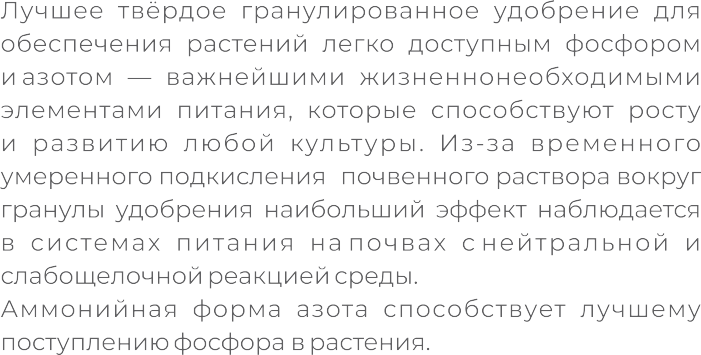 Лучшее твёрдое гранулированное удобрение для
обеспечения растений легко доступным фосфором
и азотом — важнейшими жизненнонеобходимыми
элементами питания, которые способствуют росту
и развитию любой культуры. Из-за временного
умеренного подкисления почвенного раствора вокруг
гранулы удобрения наибольший эффект наблюдается
в системах питания на почвах с нейтральной и
слабощелочной реакцией среды.
Аммонийная форма азота способствует лучшему
поступлению фосфора в растения.